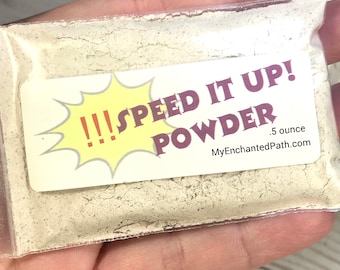 !!!SPEED IT UP!
POWDER
.5 ounce
MyEnchantedPath.com